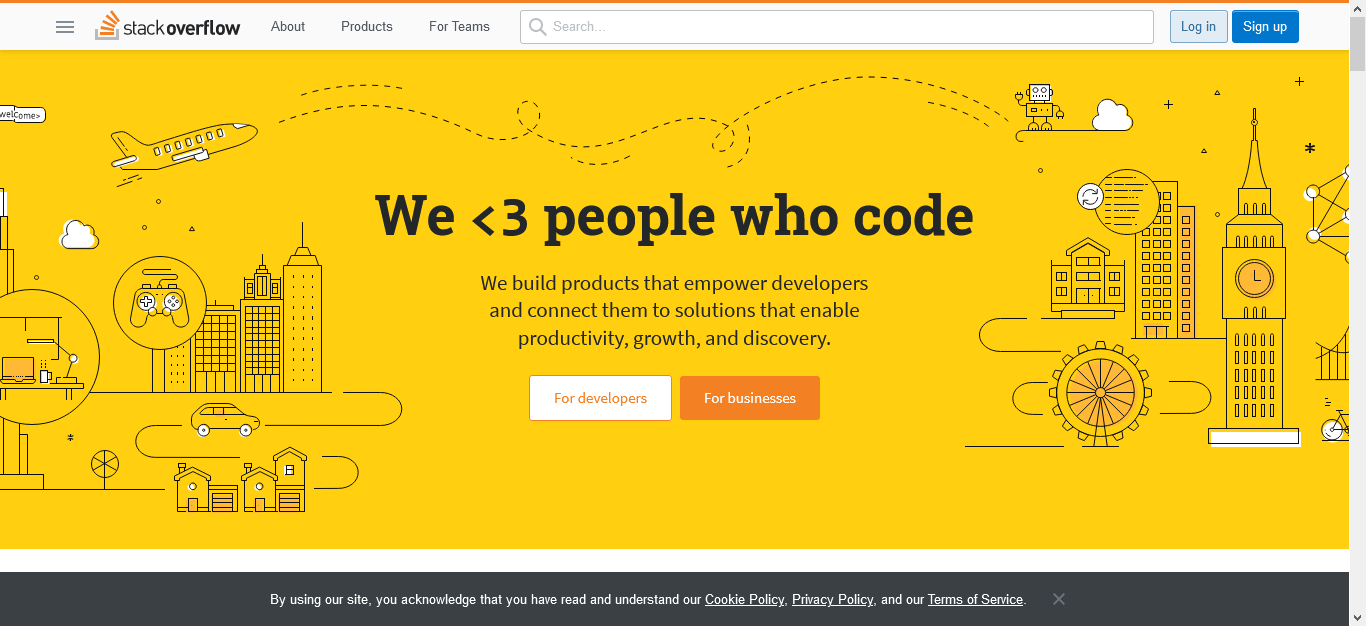 stackoverflow About Products For Teams Search... Log in Sign up
welcome>
We <3 people who code
We build products that empower developers
and connect them to solutions that enable
productivity, growth, and discovery.
For developers For businesses
By using our site, you acknowledge that you have read and understand our Cookie Policy, Privacy Policy, and our Terms of Service.